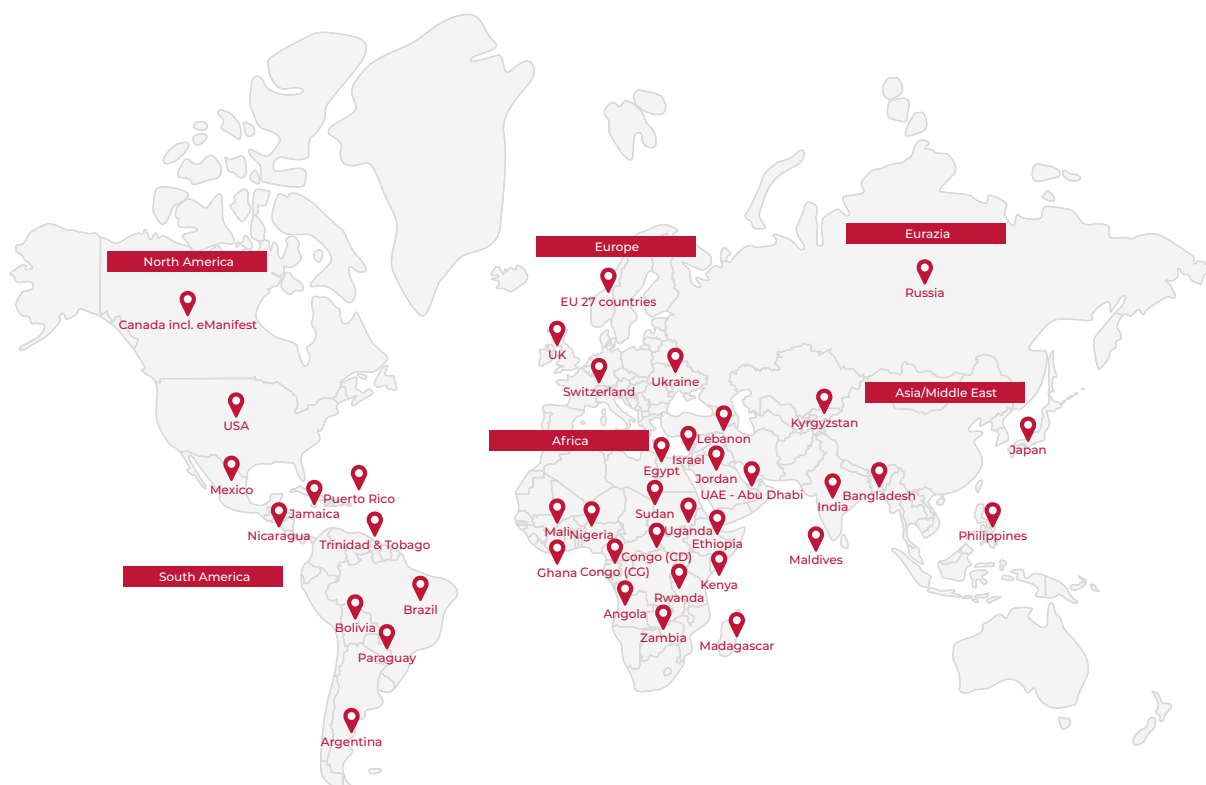 North America
Canada incl. eManifest
USA
Mexico
Puerto Rico
Jamaica
Nicaragua
Trinidad & Tobago
South America
Brazil
Bolivia
Paraguay
Argentina
Europe
EU 27 countries
UK
Switzerland
Ukraine
Africa
Egypt
Sudan
Mali
Nigeria
Uganda
Ethiopia
Ghana
Congo (CG)
Congo (CD)
Kenya
Rwanda
Angola
Zambia
Madagascar
Eurazia
Russia
Asia/Middle East
Kyrgyzstan
Lebanon
Israel
Jordan
UAE - Abu Dhabi
India
Bangladesh
Maldives
Japan
Philippines